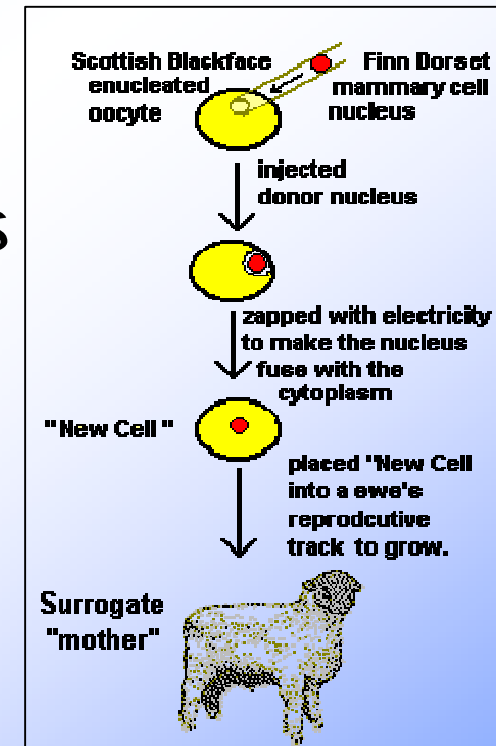 Scottish Blackface
enucleated
oocyte
Finn Dorset
mammary cell
nucleus
injected
donor nucleus
s
zapped with electricity
to make the nucleus
fuse with the
cytoplasm
"New Cell "
placed "New Cell
into a ewe's
reprodcutive
track to grow.
Surrogate
"mother"